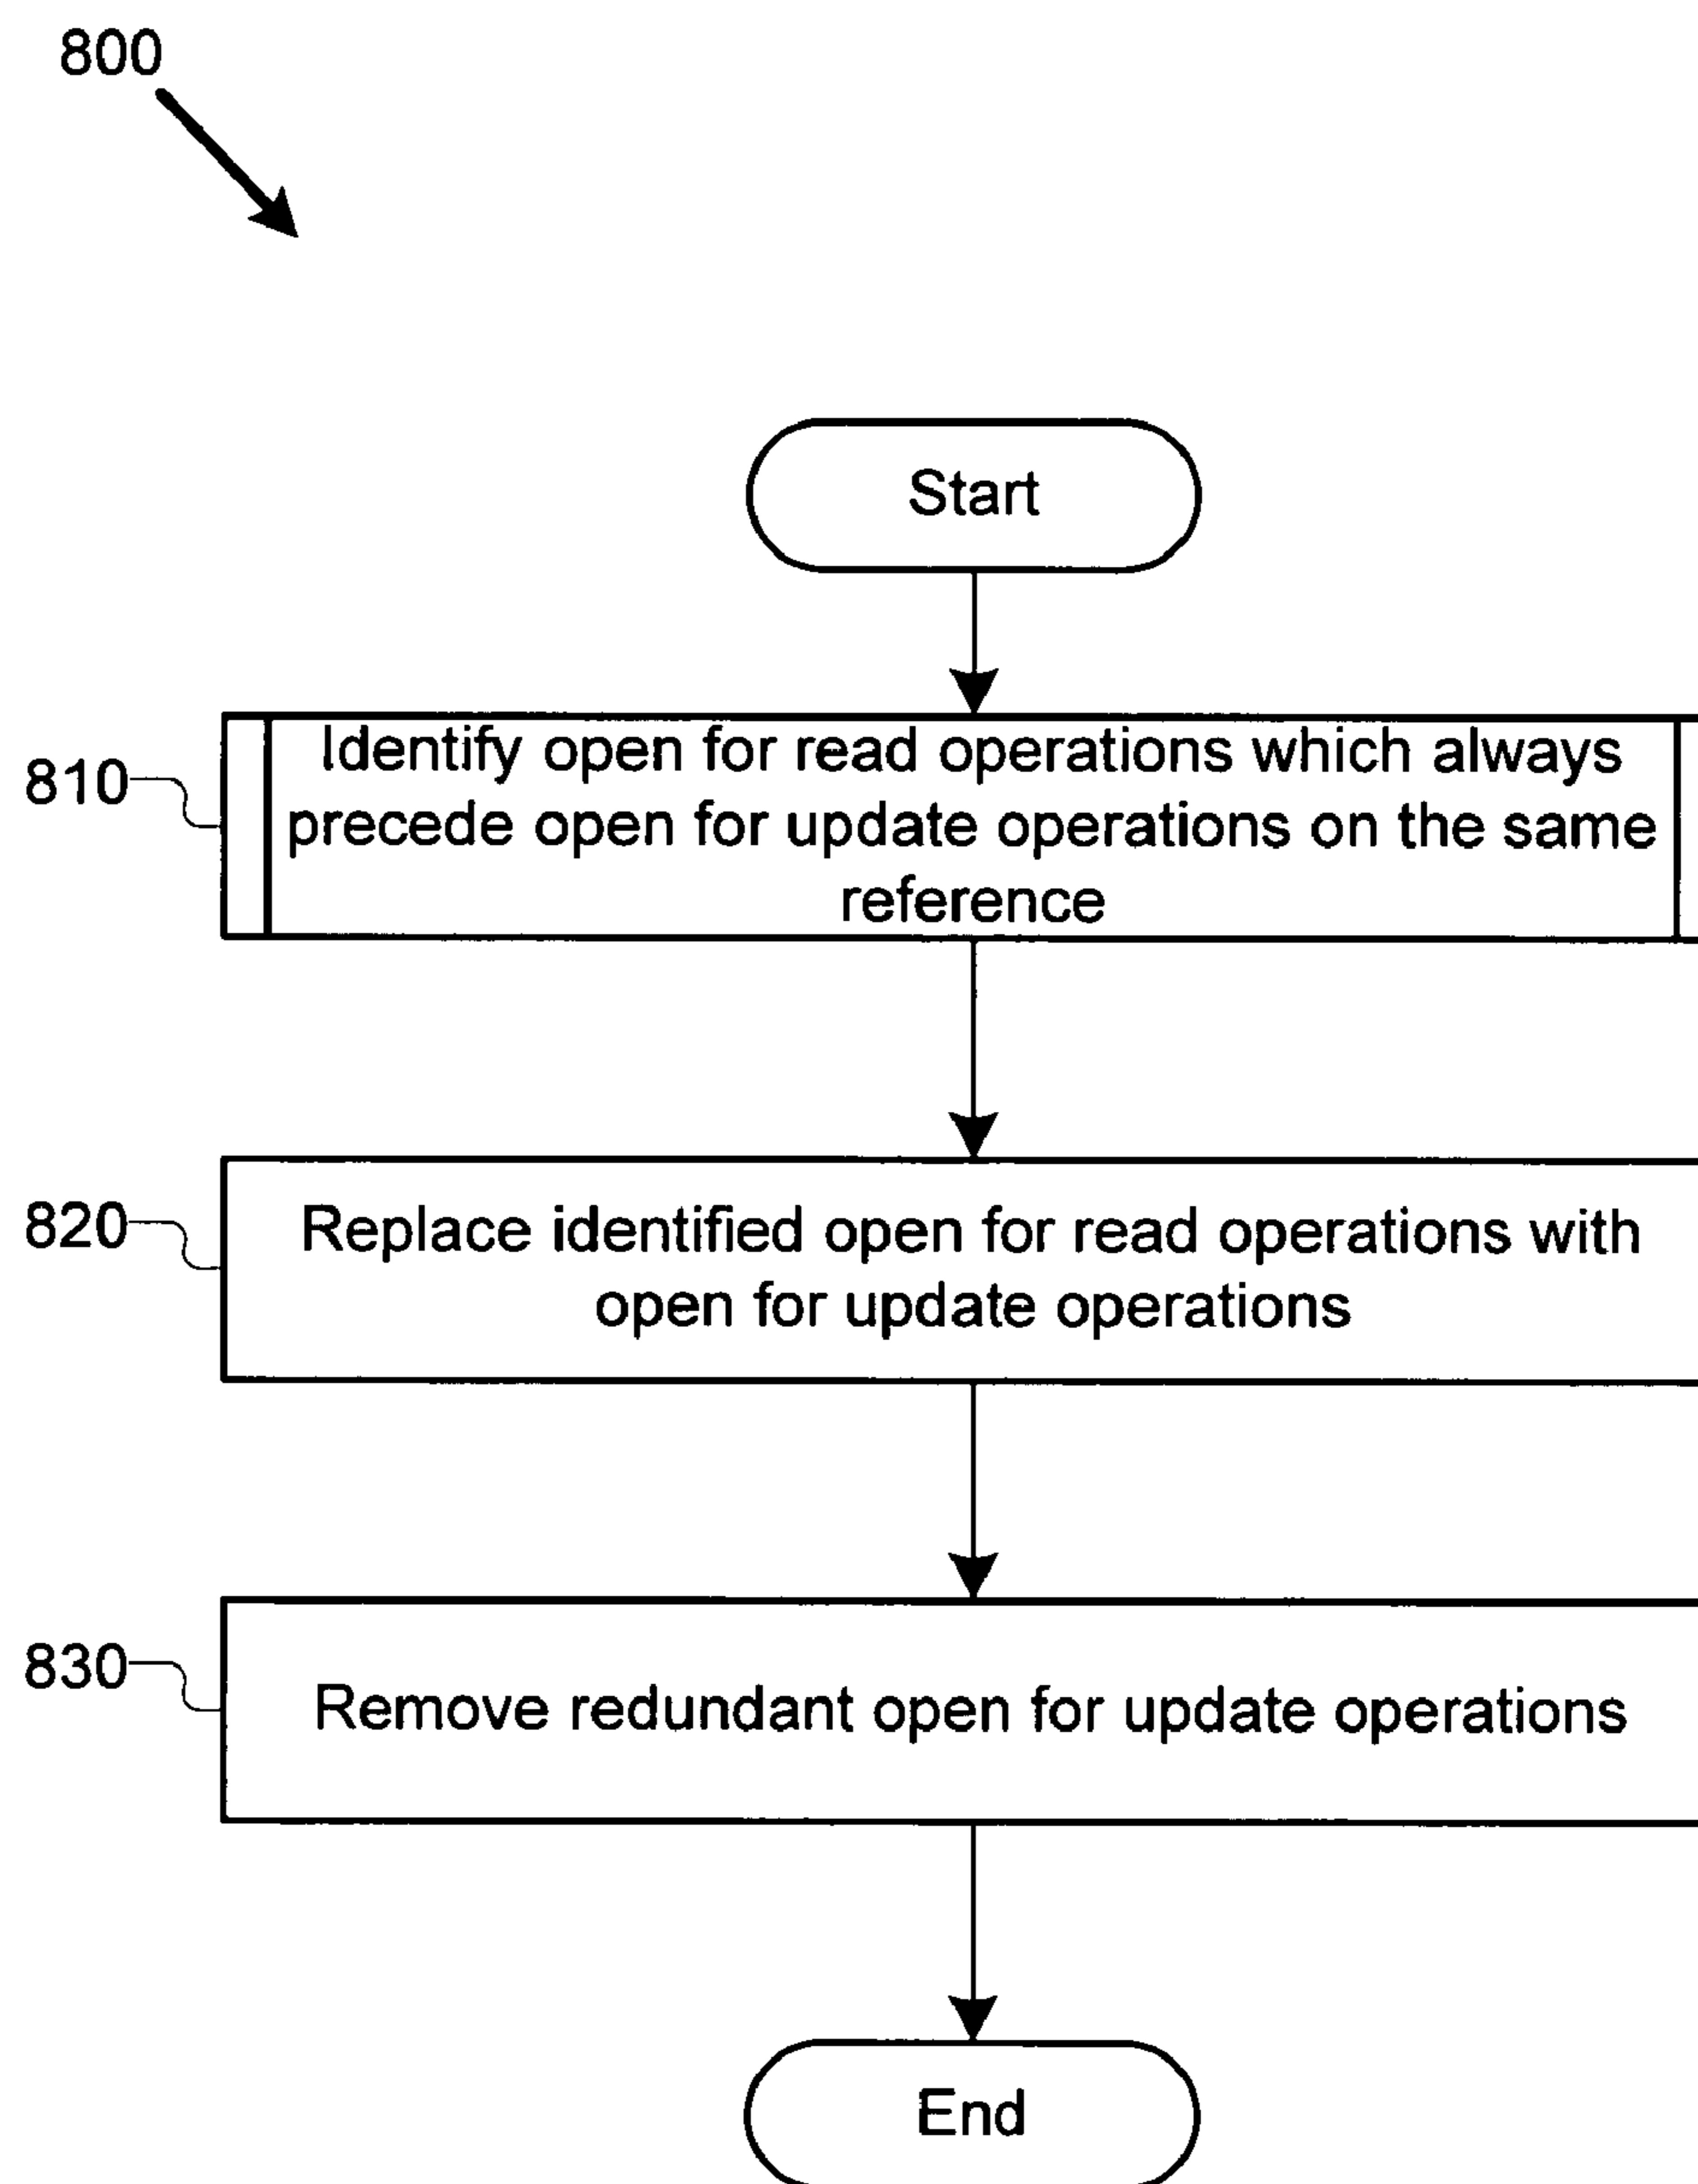 800
Start
810
Identify open for read operations which always
precede open for update operations on the same
reference
820
Replace identified open for read operations with
open for update operations
830
Remove redundant open for update operations
End